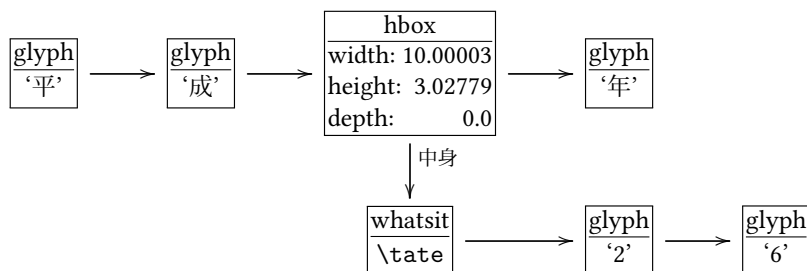 glyph
‘平’
glyph
‘成’
hbox
width: 10.00003
height: 3.02779
depth: 0.0
glyph
‘年’
中身
whatsit
\tate
glyph
‘2’
glyph
‘6’